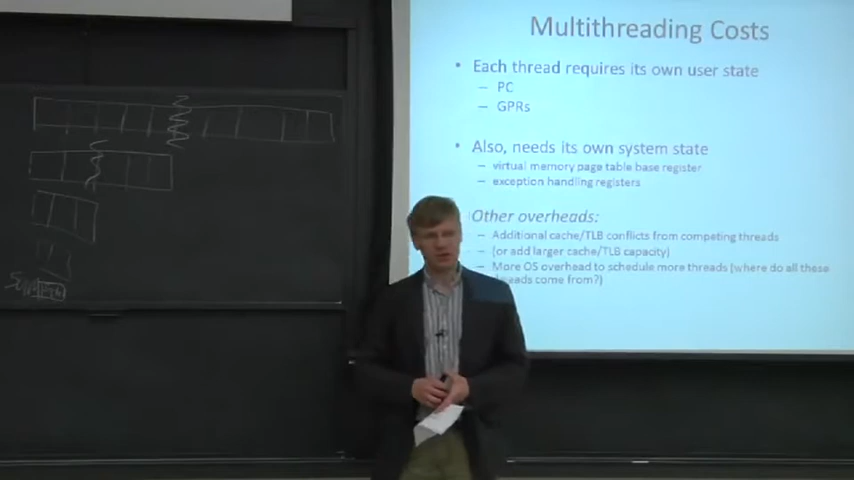 Multithreading Costs
• Each thread requires its own user state
– PC
– GPRs
• Also, needs its own system state
– virtual memory page table base register
– exception handling registers
Other overheads:
– Additional cache/TLB conflicts from competing threads
– (or add larger cache/TLB capacity)
– More OS overhead to schedule more threads (where do all these
threads come from?)